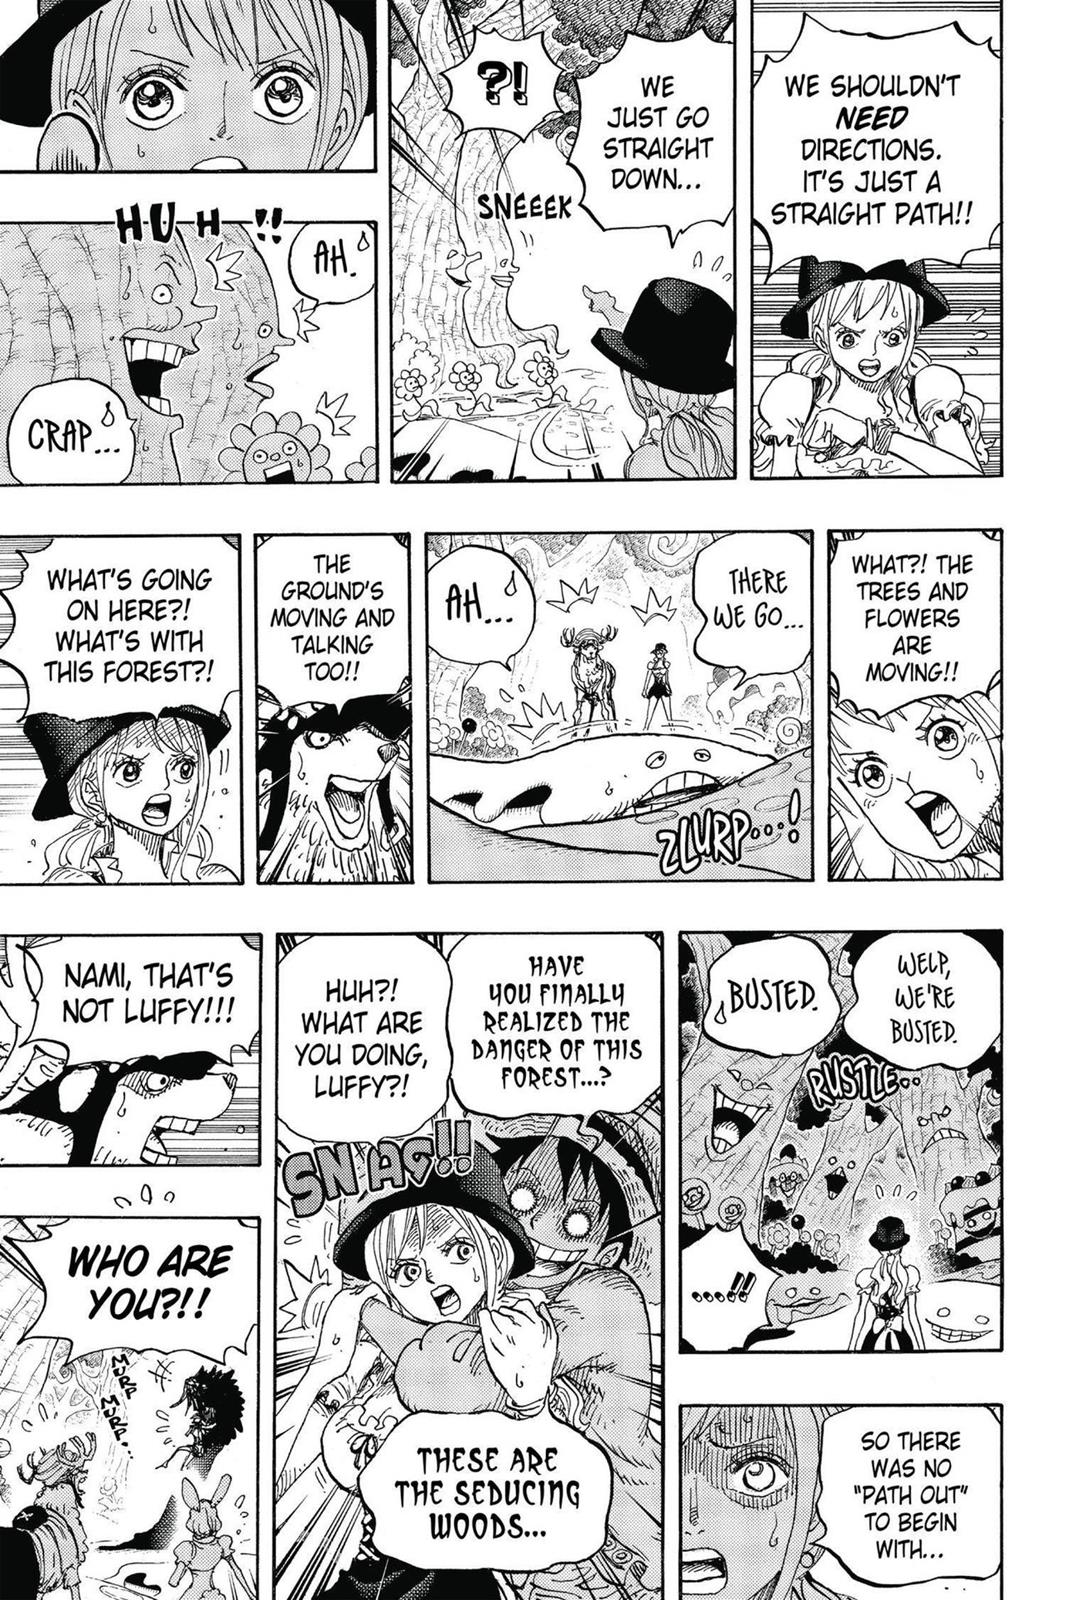 WE SHOULDN'T
NEED
DIRECTIONS.
IT'S JUST A
STRAIGHT PATH!!
WE
JUST GO
STRAIGHT
DOWN...
?!
SNEEEK
HUH!!
AH.
CRAP...
WHAT?! THE
TREES AND
FLOWERS
ARE
MOVING!!
THERE
WE GO...
AH...
ZLURP...!
THE
GROUND'S
MOVING AND
TALKING
TOO!!
WHAT'S GOING
ON HERE?!
WHAT'S WITH
THIS FOREST?!
WELP,
WE'RE
BUSTED.
BUSTED.
RUSTLE..
...!!
SO THERE
WAS NO
"PATH OUT"
TO BEGIN
WITH...
HAVE
YOU FINALLY
REALIZED THE
DANGER OF THIS
FOREST...?
HUH?!
WHAT ARE
YOU DOING,
LUFFY?!
SNAG!!
THESE ARE
THE SEDUCING
WOODS...
NAMI, THAT'S
NOT LUFFY!!!
WHO ARE
YOU?!!
MURP
MURP...